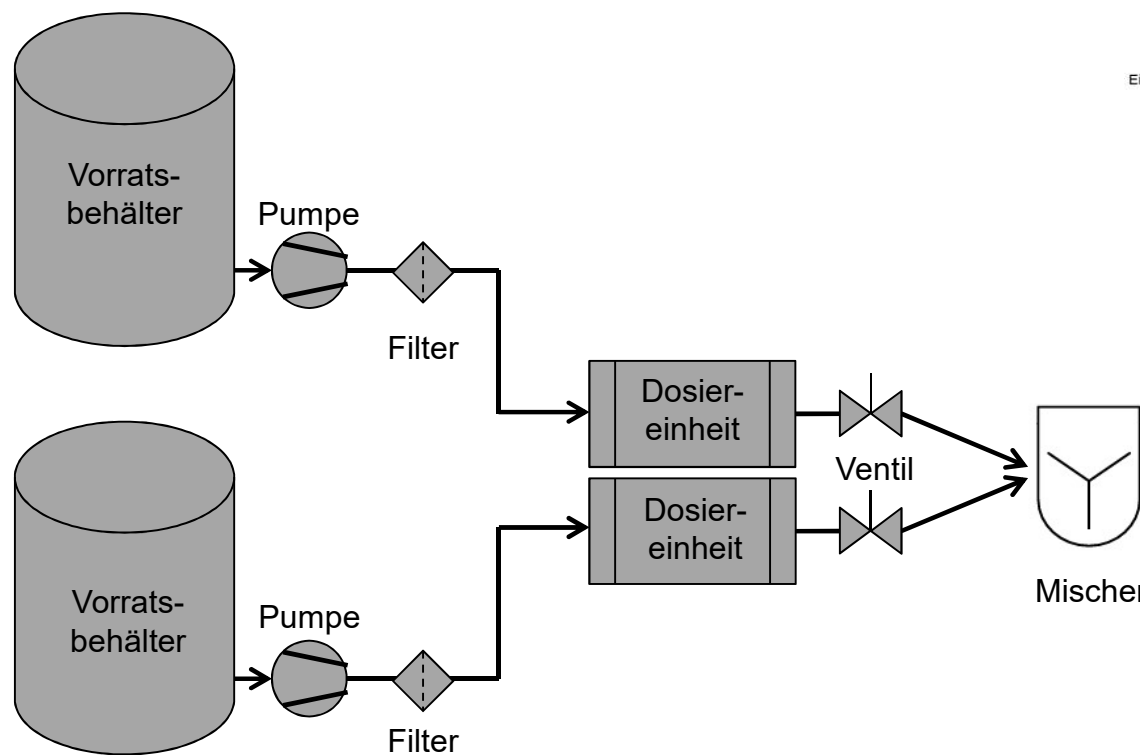 Vorrats-
behälter
Pumpe
Filter
Dosier-
einheit
Ventil
Dosier-
einheit
Mischer
Vorrats-
behälter
Pumpe
Filter